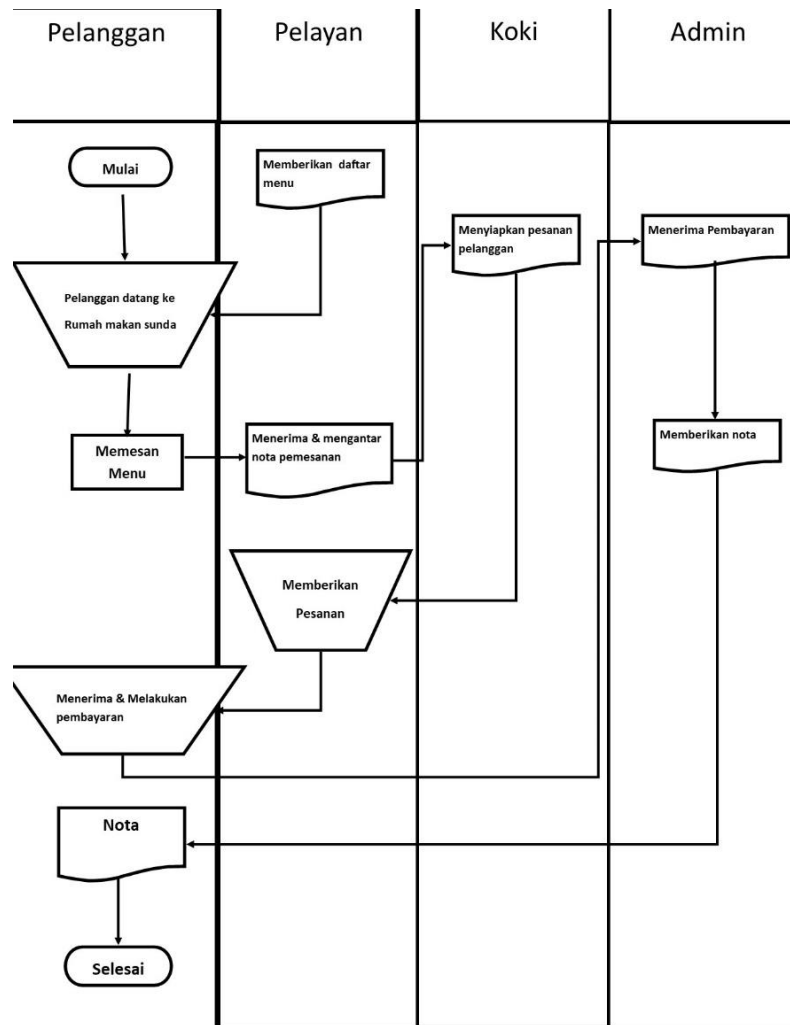 Pelanggan
Pelayan
Koki
Admin
Mulai
Memberikan daftar
menu
Menyiapkan pesanan
pelanggan
Menerima Pembayaran
Pelanggan datang ke
Rumah makan sunda
Memesan
Menu
Menerima & mengantar
nota pemesanan
Memberikan nota
Memberikan
Pesanan
Menerima & Melakukan
pembayaran
Nota
Selesai